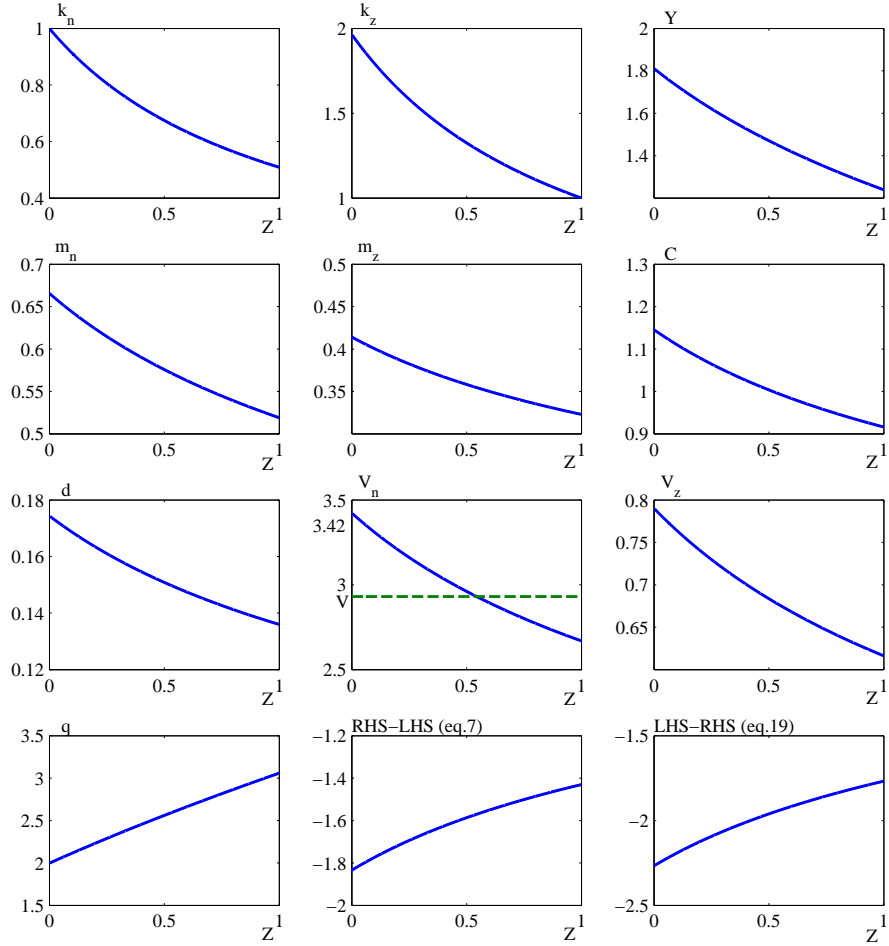 k_n k_z Y
1 2 2
0.8 1.8
0.6 1.5 1.6
1.4
0.4 1
0 0.5 1 0 0.5 1 0 0.5 1
Z Z Z
m_n m_z C
0.7 0.5 1.3
0.65 0.45 1.2
0.6 0.4 1.1
0.55 0.35 1
0.5 0.9
0 0.5 1 0 0.5 1 0 0.5 1
Z Z Z
d V_n V_z
0.18 3.5 0.8
3.42
0.16 0.75
3 0.7
V
0.14 0.65
0.12 2.5
0 0.5 1 0 0.5 1 0 0.5 1
Z Z Z
q RHS−LHS (eq.7) LHS−RHS (eq.19)
3.5 −1.2 −1.5
3 −1.4
2.5 −1.6 −2
2 −1.8
1.5 −2 −2.5
0 0.5 1 0 0.5 1 0 0.5 1
Z Z Z